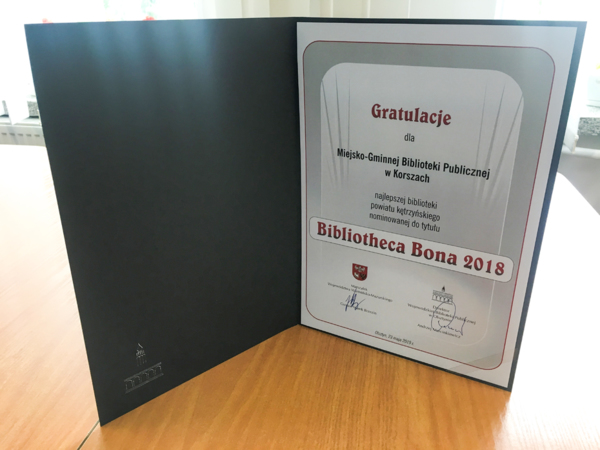 Gratulacje
dla
Miejsko-Gminnej Biblioteki Publicznej
w Korszach
najlepszej biblioteki
powiatu kętrzyńskiego
nominowanej do tytułu
Bibliotheca Bona 2018